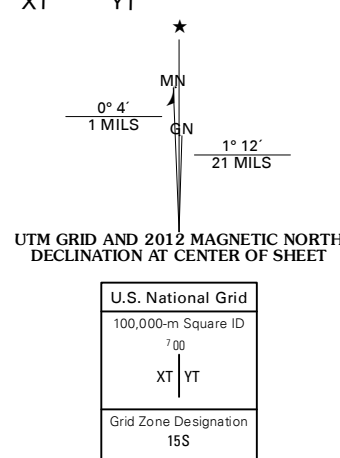 XT YT
★
MN
0° 4´
1 MILS
GN
1° 12´
21 MILS
UTM GRID AND 2012 MAGNETIC NORTH
DECLINATION AT CENTER OF SHEET
U.S. National Grid
100,000-m Square ID
7 00
XT YT
Grid Zone Designation
15S